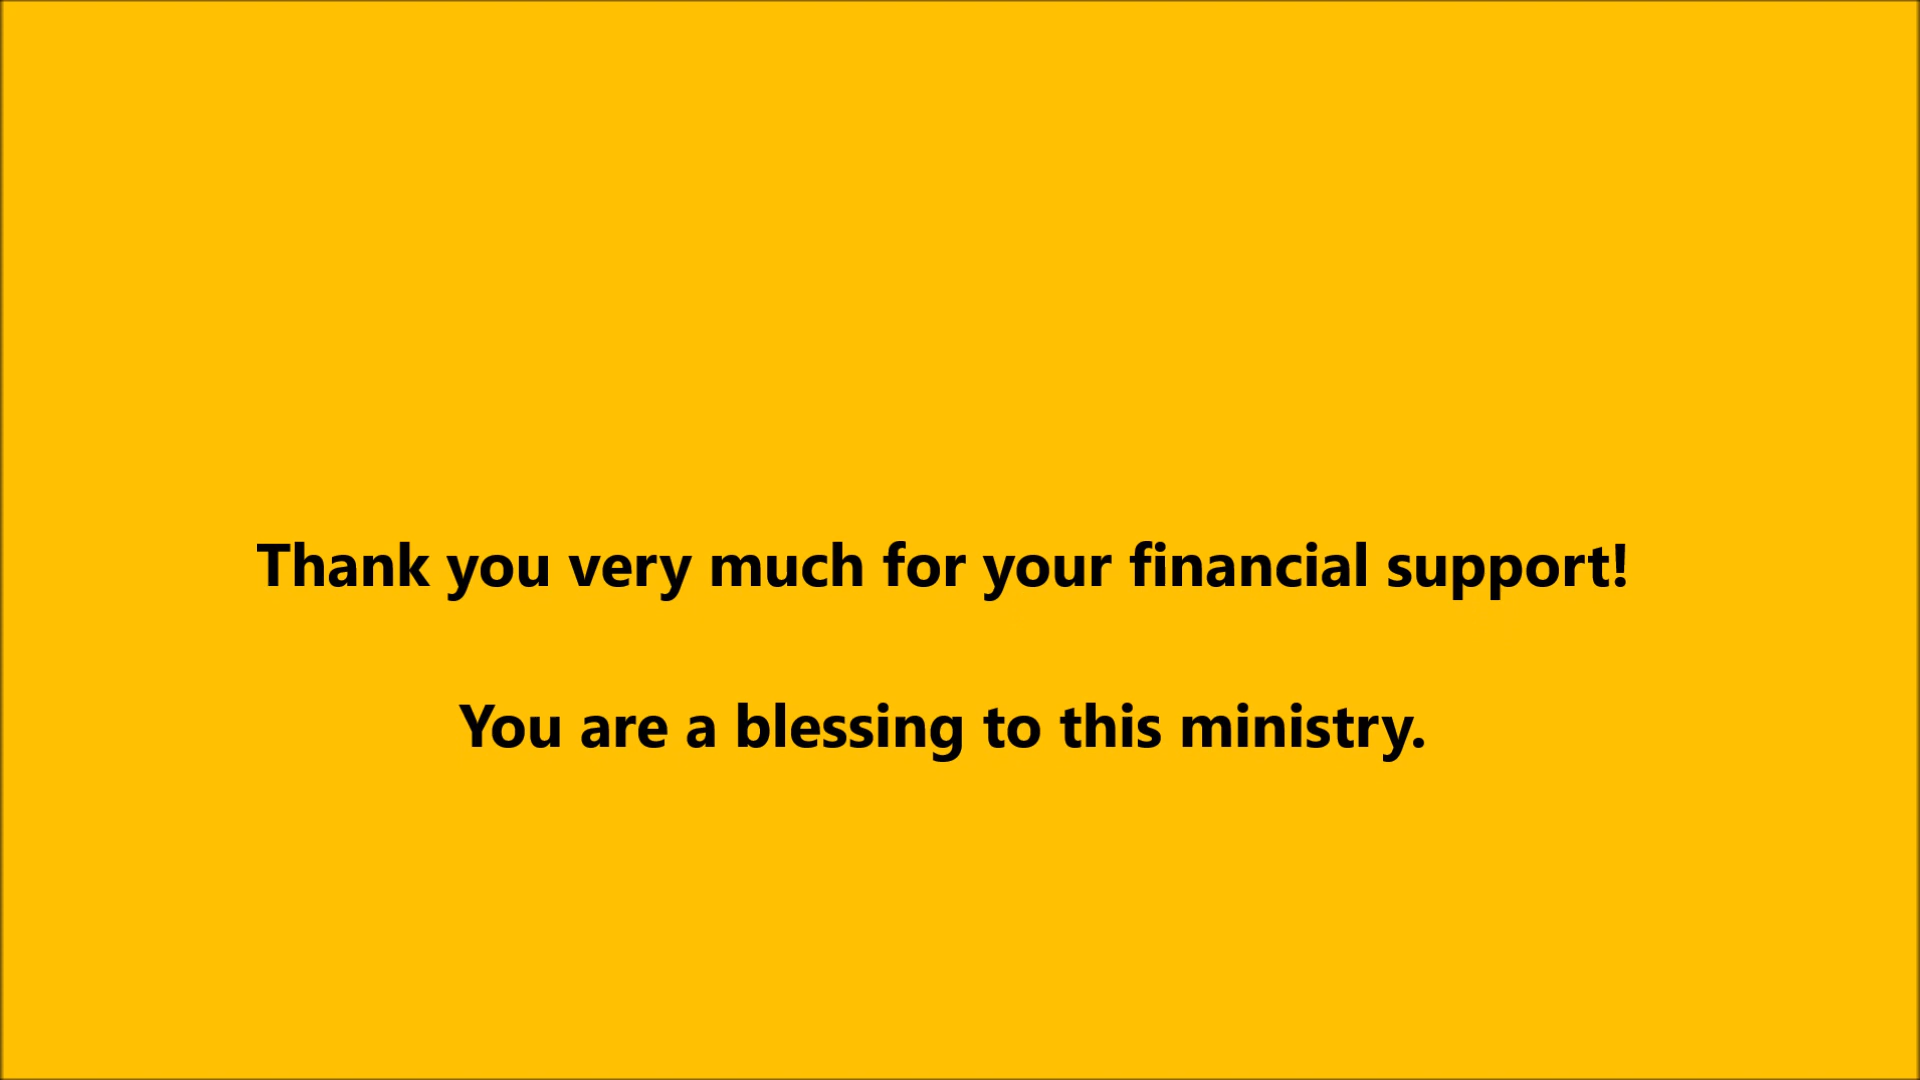 Thank you very much for your financial support!
You are a blessing to this ministry.